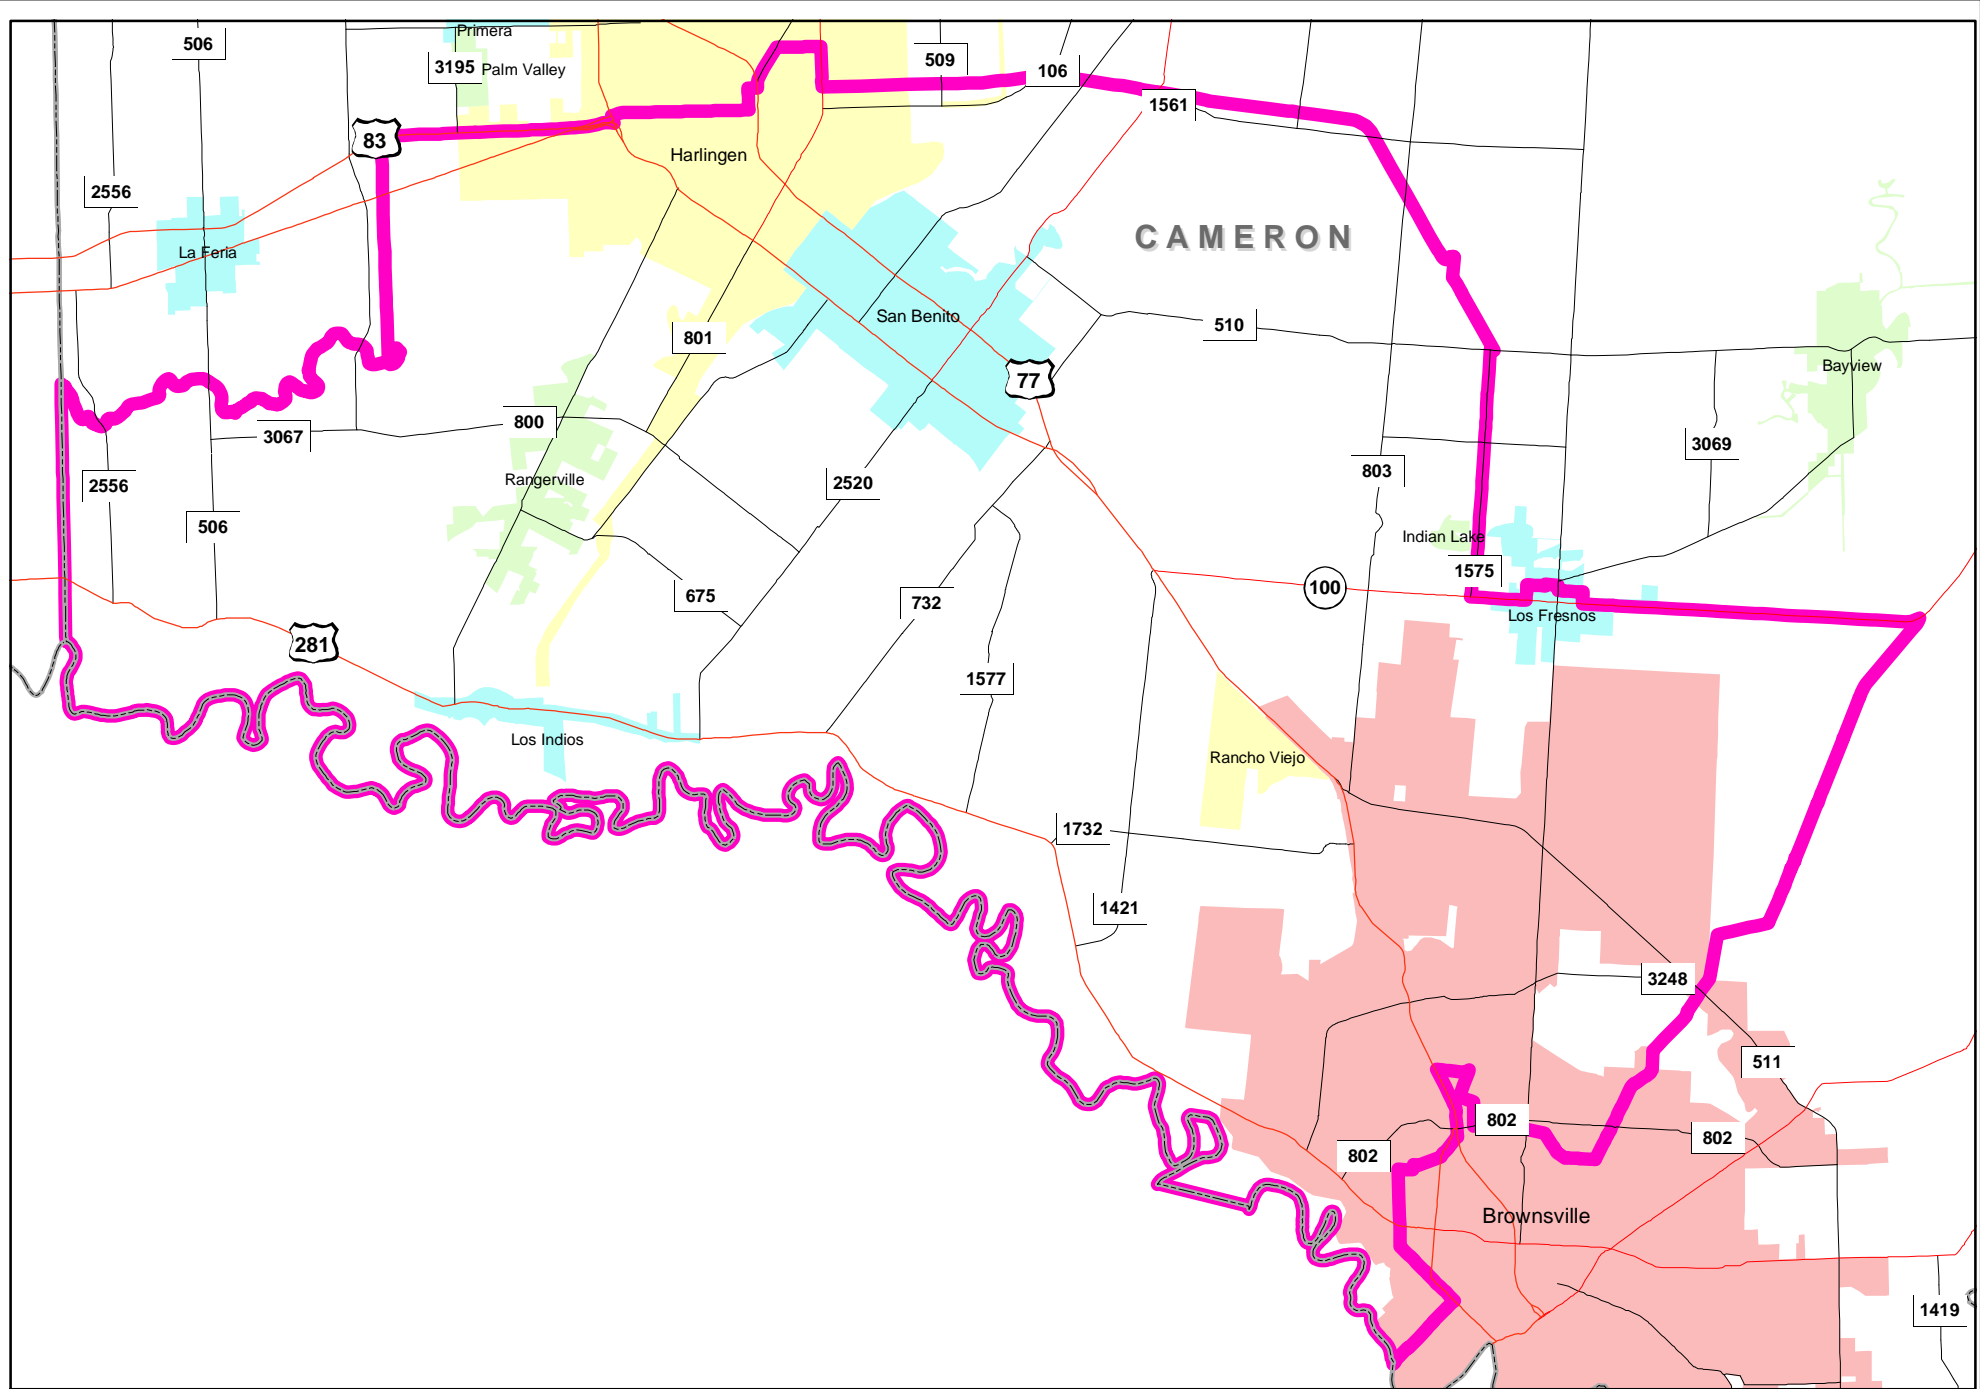 Primera
506
509
3195
Palm Valley
106
1561
83
Harlingen
2556
CAMERON
La Feria
San Benito
510
801
Bayview
77
800
3067
3069
803
Rangerville
2520
2556
506
Indian Lake
1575
100
675
732
Los Fresnos
281
1577
Los Indios
Rancho Viejo
1732
1421
3248
511
802
802
802
Brownsville
1419